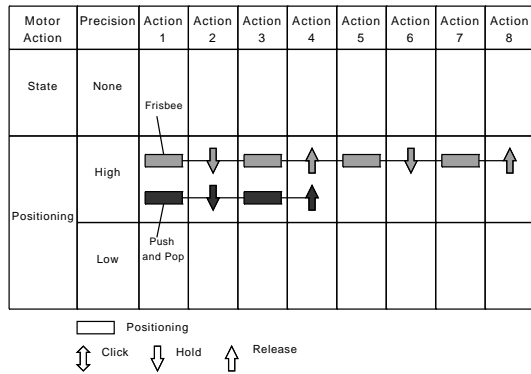 Motor Action
Precision
Action 1
Action 2
Action 3
Action 4
Action 5
Action 6
Action 7
Action 8
State
None
Frisbee
High
Positioning
Push
and Pop
Low
Positioning
Click
Hold
Release